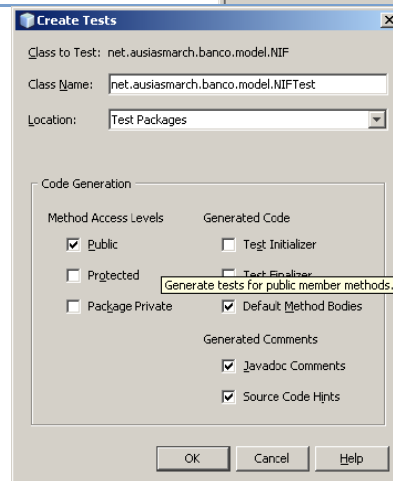 Create Tests
Class to Test: net.ausiasmarch.banco.model.NIF
Class Name: net.ausiasmarch.banco.model.NIFTest
Location: Test Packages
Code Generation
Method Access Levels Generated Code
Public Test Initializer
Protected Test Finalizer
Generate tests for public member methods.
Package Private Default Method Bodies
Generated Comments
Javadoc Comments
Source Code Hints
OK Cancel Help